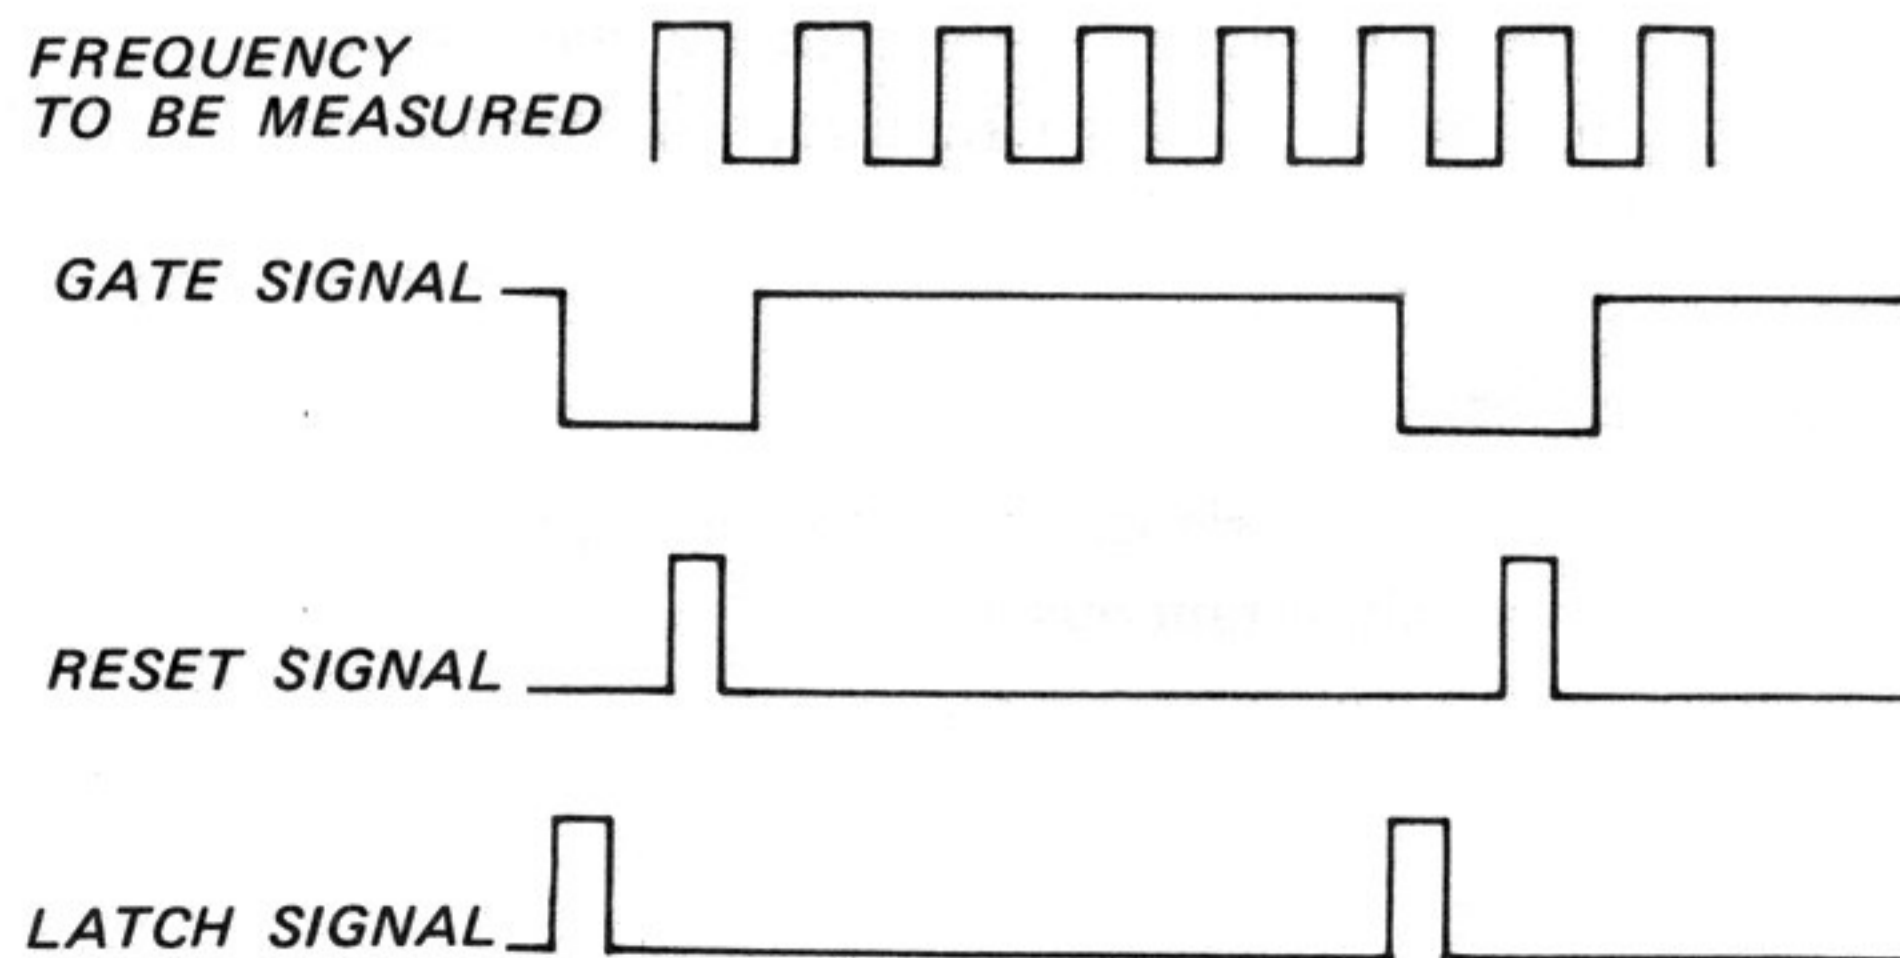 FREQUENCY
TO BE MEASURED
GATE SIGNAL
RESET SIGNAL
LATCH SIGNAL